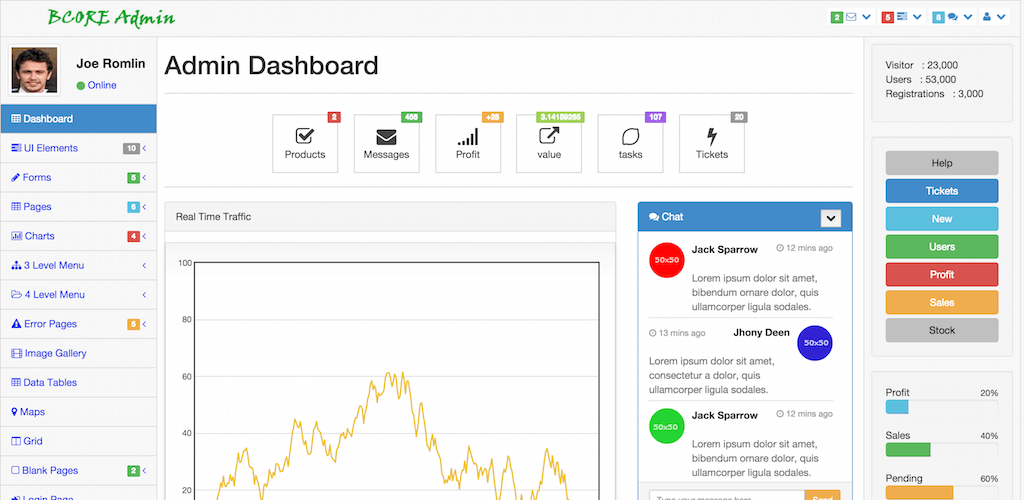 BCORE Admin
2
5
8
Joe Romlin
Online
Dashboard
UI Elements 10
Forms 5
Pages 6
Charts 4
3 Level Menu
4 Level Menu
Error Pages 5
Image Gallery
Data Tables
Maps
Grid
Blank Pages 2
Login Page
Admin Dashboard
2
Products
456
Messages
+25
Profit
3.14159265
value
107
tasks
20
Tickets
Real Time Traffic
100
80
60
40
20
Chat
50x50
Jack Sparrow 12 mins ago
Lorem ipsum dolor sit amet,
bibendum ornare dolor, quis
ullamcorper ligula sodales.
13 mins ago Jhony Deen
50x50
Lorem ipsum dolor sit amet,
consectetur a dolor, quis
ullamcorper ligula sodales.
50x50
Jack Sparrow 12 mins ago
Lorem ipsum dolor sit amet,
bibendum ornare dolor, quis
ullamcorper ligula sodales.
Type your message here
Send
Visitor : 23,000
Users : 53,000
Registrations : 3,000
Help
Tickets
New
Users
Profit
Sales
Stock
Profit 20%
Sales 40%
Pending 60%